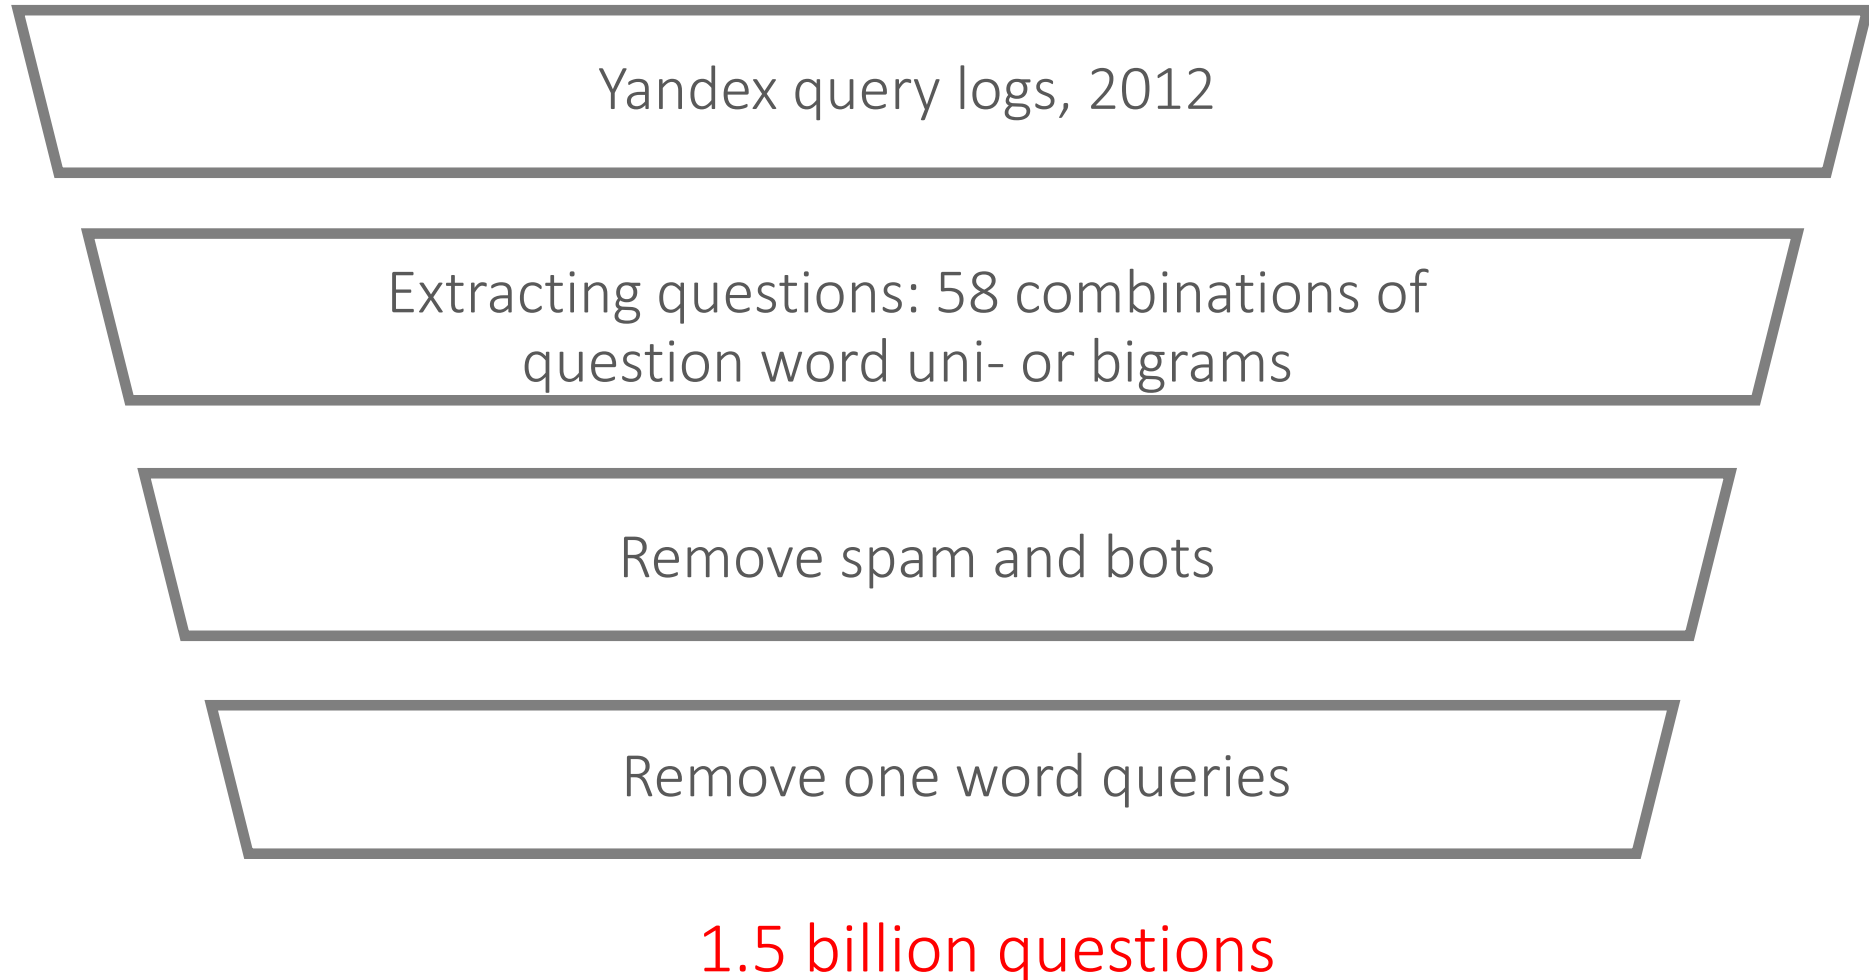 Yandex query logs, 2012
Extracting questions: 58 combinations of
question word uni- or bigrams
Remove spam and bots
Remove one word queries
1.5 billion questions